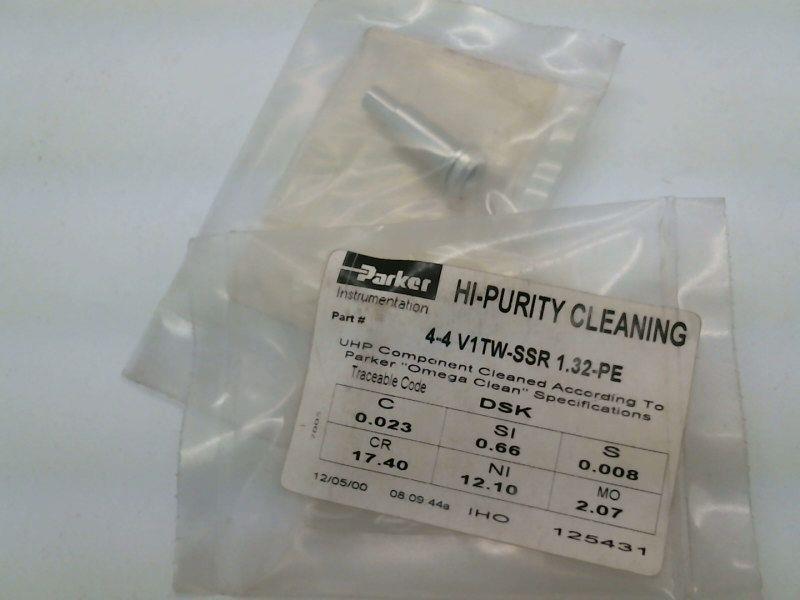 Parker
Instrumentation
HI-PURITY CLEANING
Part #
4-4 V1TW-SSR 1.32-PE
UHP Component Cleaned According To
Parker "Omega Clean" Specifications
Traceable Code
DSK
C SI S
0.023 0.66 0.008
CR NI MO
17.40 12.10 2.07
12/05/00 08:09:44a IHO 125431